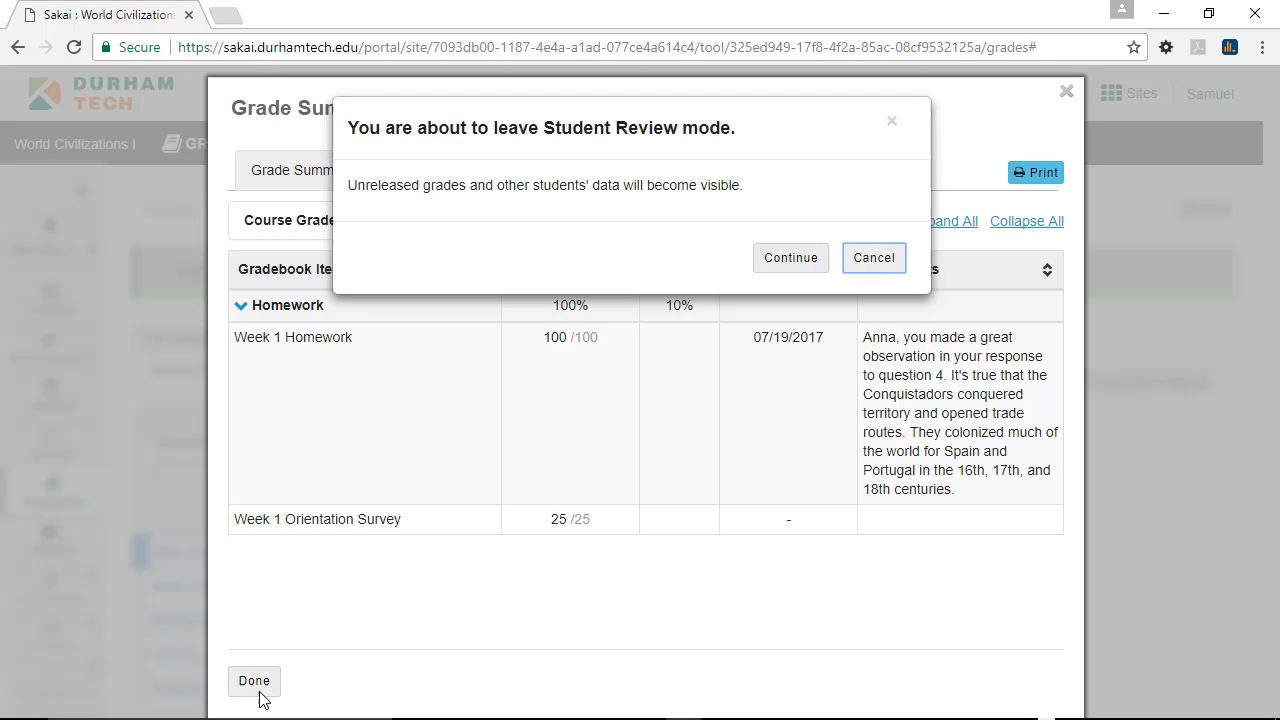 Sakai : World Civilizations
Secure
https://sakai.durhamtech.edu/portal/site/7093db00-1187-4e4a-a1ad-077ce4a614c4/tool/325ed949-17f8-4f2a-85ac-08cf9532125a/grades#
DURHAM
TECH
Sites
Samuel
World Civilizations I
GR
Grade Sum
You are about to leave Student Review mode.
Unreleased grades and other students' data will become visible.
Continue
Cancel
Grade Summ
Print
Course Grade
pand All
Collapse All
Gradebook Ite
s
Homework
100%
10%
Week 1 Homework
100 /100
07/19/2017
Anna, you made a great
observation in your response
to question 4. It's true that the
Conquistadors conquered
territory and opened trade
routes. They colonized much of
the world for Spain and
Portugal in the 16th, 17th, and
18th centuries.
Week 1 Orientation Survey
25 /25
-
Done